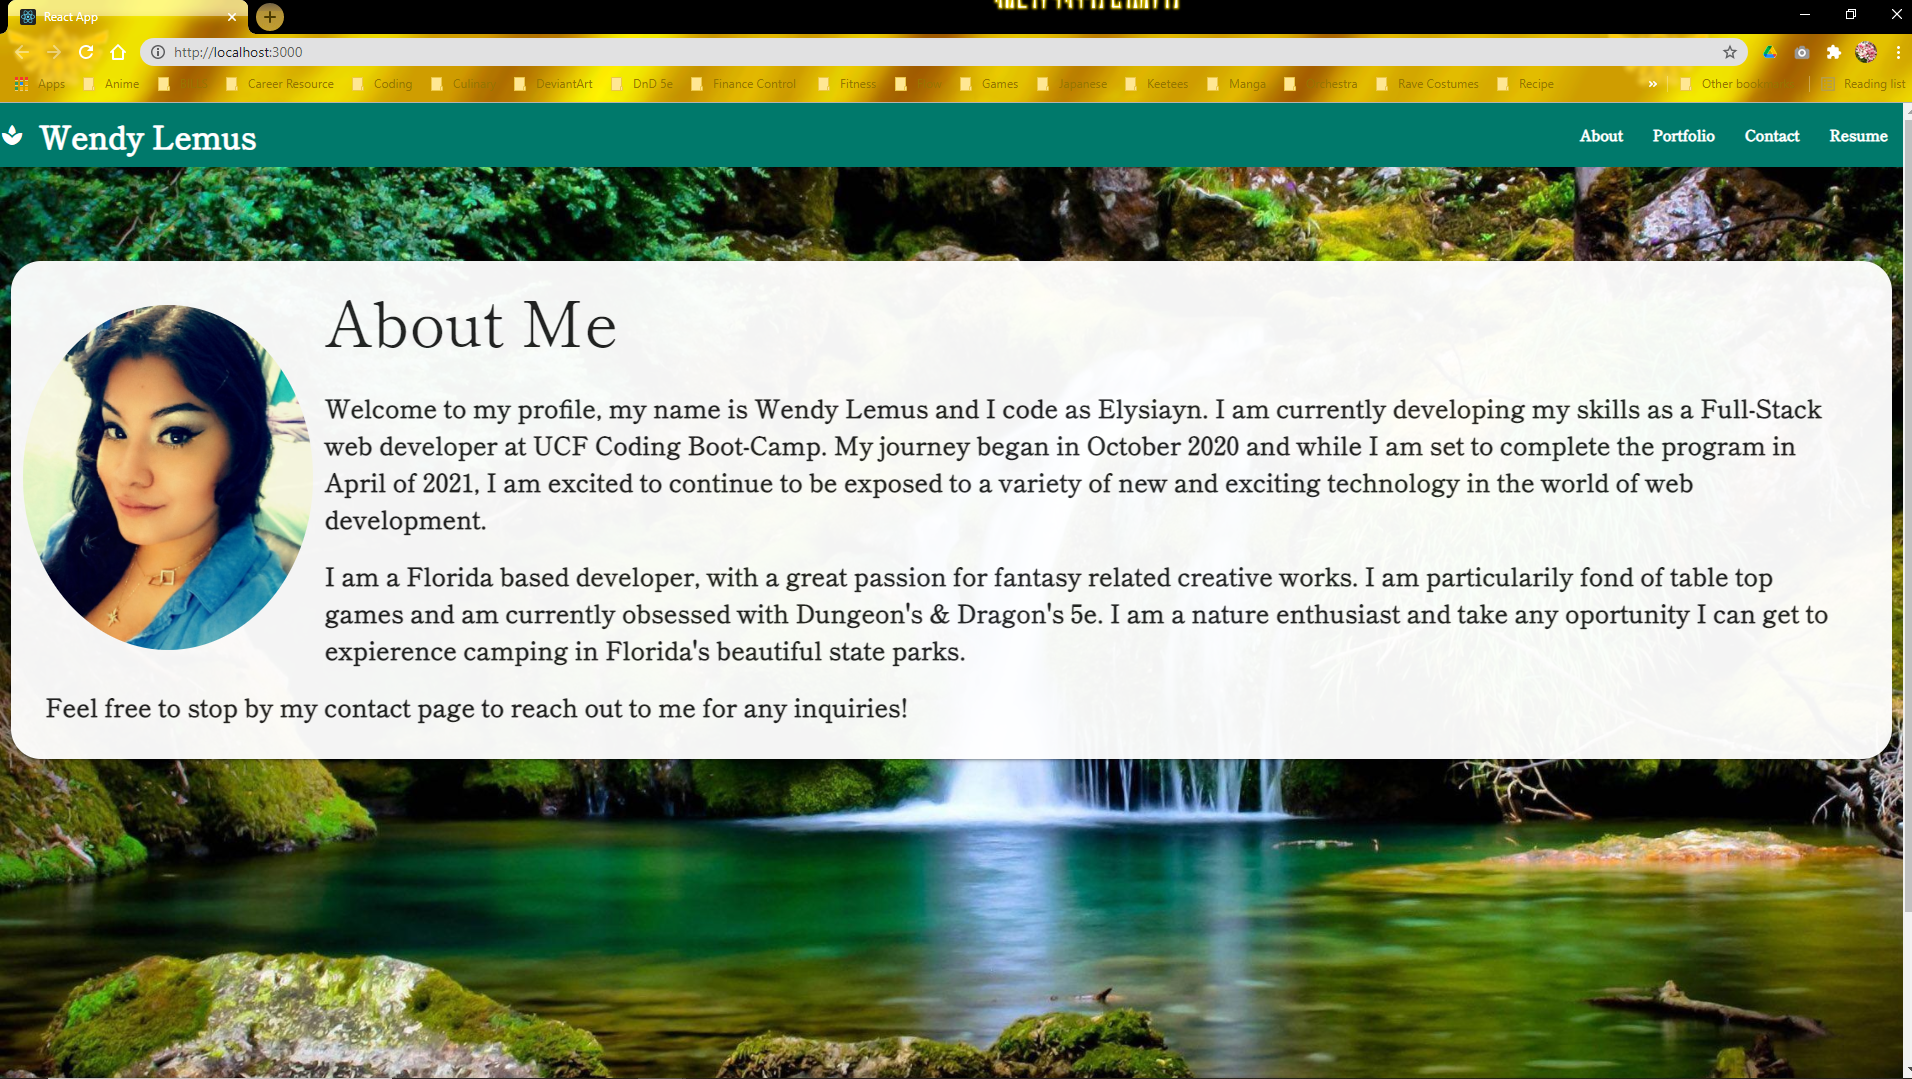 React App
http://localhost:3000
Apps Anime Career Resource Coding Culinary DeviantArt DnD 5e Finance Control Fitness Games Japanese Keetees Manga Orchestra Rave Costumes Recipe » Other bookmarks Reading list
Wendy Lemus About Portfolio Contact Resume
About Me
Welcome to my profile, my name is Wendy Lemus and I code as Elysiayn. I am currently developing my skills as a Full-Stack
web developer at UCF Coding Boot-Camp. My journey began in October 2020 and while I am set to complete the program in
April of 2021, I am excited to continue to be exposed to a variety of new and exciting technology in the world of web
development.
I am a Florida based developer, with a great passion for fantasy related creative works. I am particularily fond of table top
games and am currently obsessed with Dungeon's & Dragon's 5e. I am a nature enthusiast and take any oportunity I can get to
expierence camping in Florida's beautiful state parks.
Feel free to stop by my contact page to reach out to me for any inquiries!